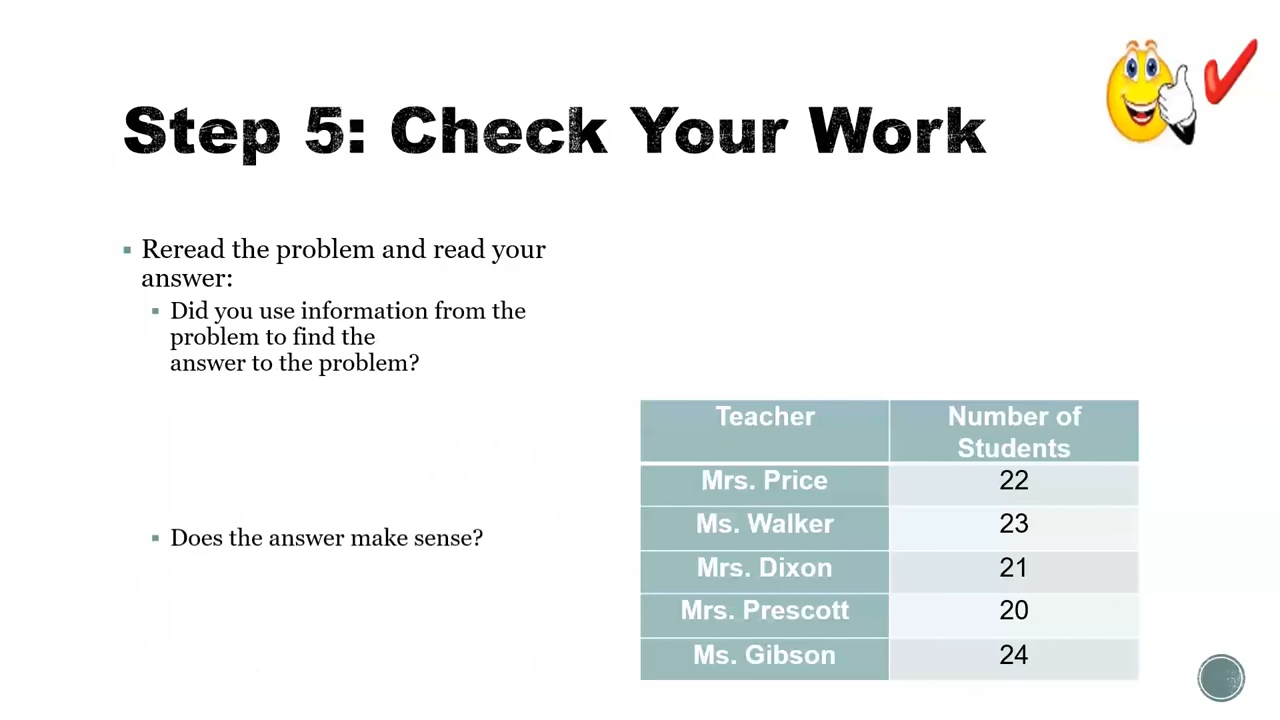 Step 5: Check Your Work
Reread the problem and read your
answer:
Did you use information from the
problem to find the
answer to the problem?
Does the answer make sense?
Teacher Number of
Students
Mrs. Price 22
Ms. Walker 23
Mrs. Dixon 21
Mrs. Prescott 20
Ms. Gibson 24